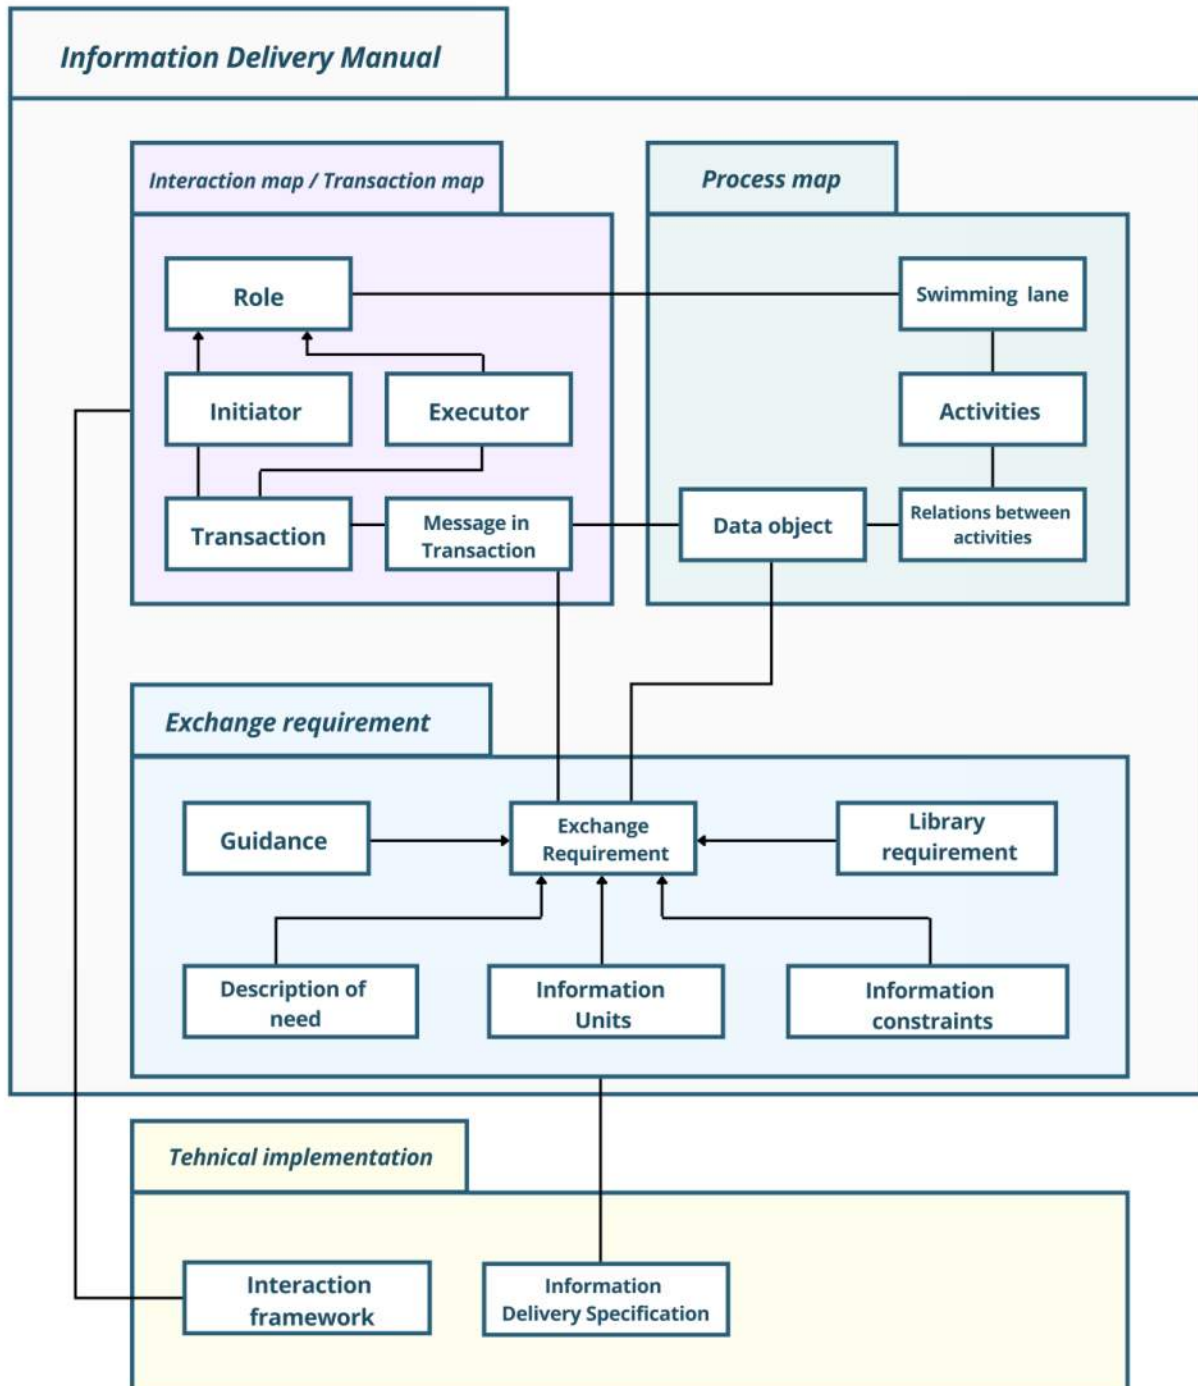 Information Delivery Manual
Interaction map / Transaction map
Process map
Role
Swimming lane
Initiator
Executor
Activities
Transaction
Message in
Transaction
Data object
Relations between
activities
Exchange requirement
Guidance
Exchange
Requirement
Library
requirement
Description of
need
Information
Units
Information
constraints
Tehnical implementation
Interaction
framework
Information
Delivery Specification